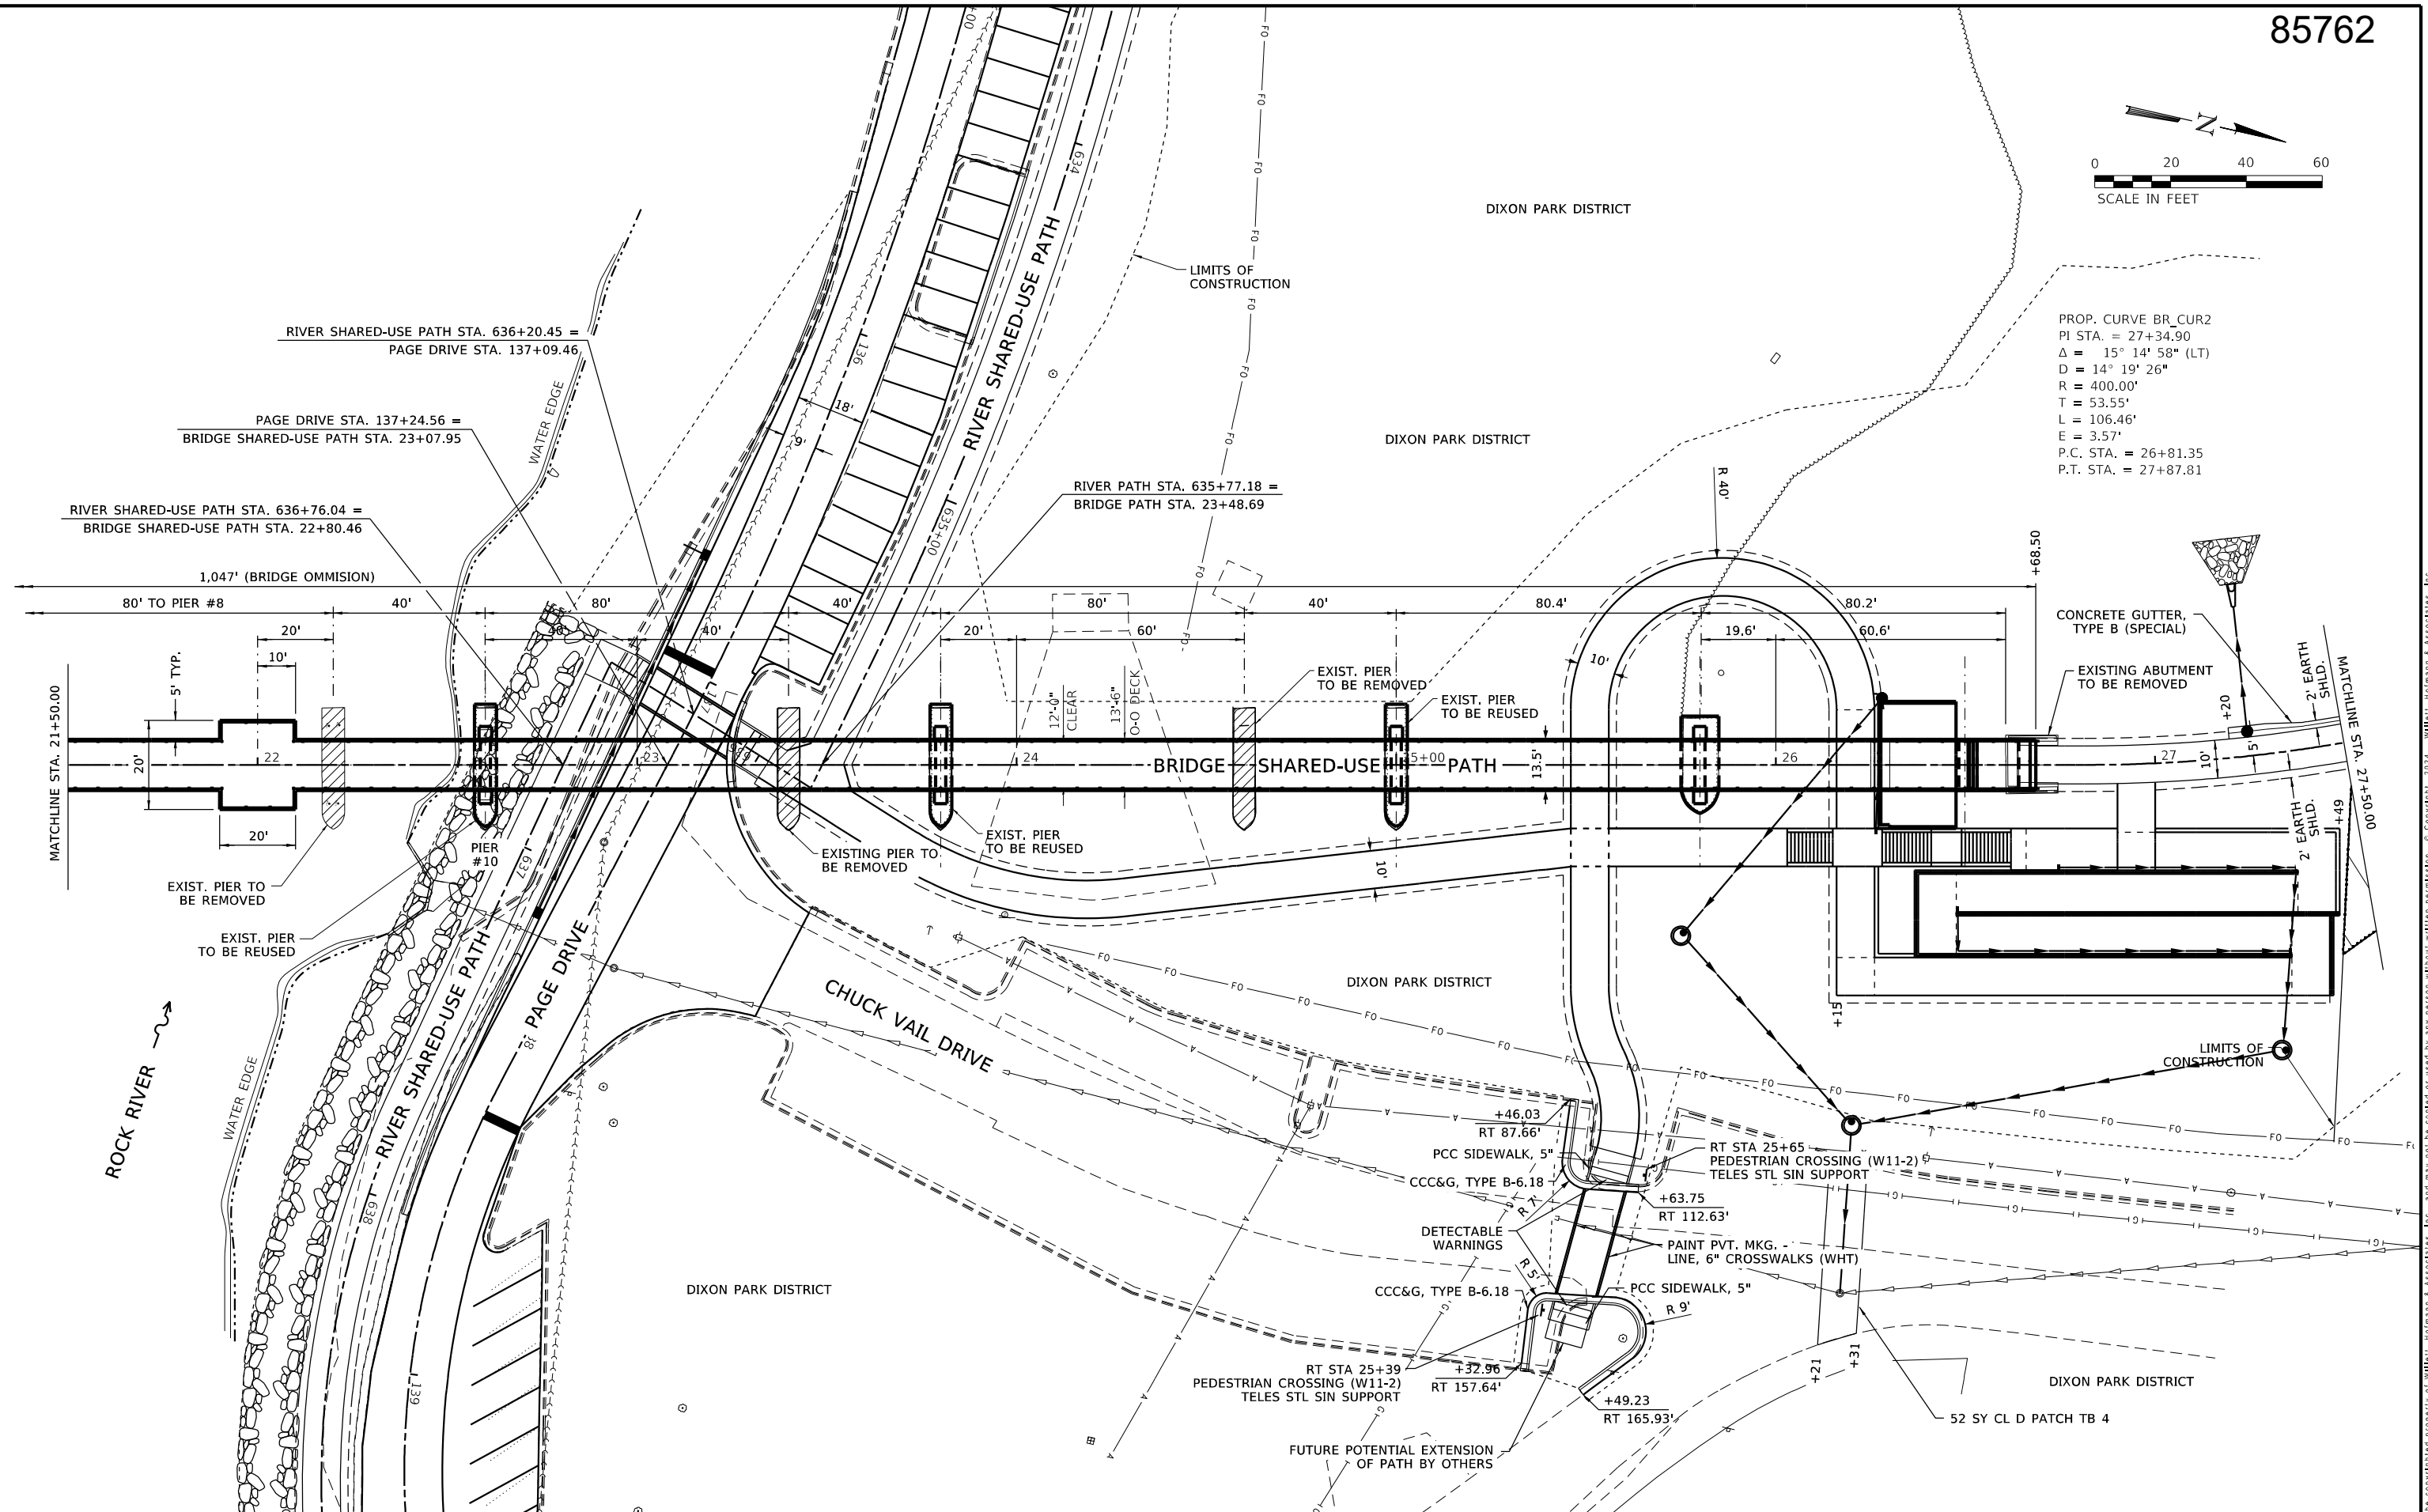 85762
N
0 20 40 60
SCALE IN FEET
DIXON PARK DISTRICT
LIMITS OF
CONSTRUCTION
PROP. CURVE BR_CUR2
PI STA. = 27+34.90
Δ = 15° 14' 58" (LT)
D = 14° 19' 26"
R = 400.00'
T = 53.55'
L = 106.46'
E = 3.57'
P.C. STA. = 26+81.35
P.T. STA. = 27+87.81
RIVER SHARED-USE PATH STA. 636+20.45 =
PAGE DRIVE STA. 137+09.46
PAGE DRIVE STA. 137+24.56 =
BRIDGE SHARED-USE PATH STA. 23+07.95
RIVER SHARED-USE PATH STA. 636+76.04 =
BRIDGE SHARED-USE PATH STA. 22+80.46
WATER EDGE
634
136
RIVER SHARED-USE PATH
635+00
18'
9'
DIXON PARK DISTRICT
RIVER PATH STA. 635+77.18 =
BRIDGE PATH STA. 23+48.69
R 40'
1,047' (BRIDGE OMMISION)
+68.50
80' TO PIER #8
40'
80'
40'
80'
40'
80.4'
80.2'
20'
40'
40'
20'
60'
19.6'
60.6'
10'
5' TYP.
10'
CONCRETE GUTTER,
TYPE B (SPECIAL)
EXISTING ABUTMENT
TO BE REMOVED
EXIST. PIER
TO BE REMOVED
EXIST. PIER
TO BE REUSED
12'-0"
CLEAR
13'-6"
O-O DECK
+20
2' EARTH
SHLD.
MATCHLINE STA. 21+50.00
20'
20'
22
23
24
BRIDGE SHARED-USE PATH
25+00
13.5'
26
27
10'
5'
MATCHLINE STA. 27+50.00
2' EARTH
SHLD.
+49
PIER
#10
EXIST. PIER TO
BE REMOVED
EXIST. PIER
TO BE REUSED
EXISTING PIER TO
BE REMOVED
EXIST. PIER
TO BE REUSED
10'
637
ROCK RIVER
WATER EDGE
RIVER SHARED-USE PATH
PAGE DRIVE
18'
CHUCK VAIL DRIVE
DIXON PARK DISTRICT
+15
LIMITS OF
CONSTRUCTION
+46.03
RT 87.66'
PCC SIDEWALK, 5"
CCC&G, TYPE B-6.18
R 7'
RT STA 25+65
PEDESTRIAN CROSSING (W11-2)
TELES STL SIN SUPPORT
+63.75
RT 112.63'
DETECTABLE
WARNINGS
PAINT PVT. MKG. -
LINE, 6" CROSSWALKS (WHT)
R 5'
CCC&G, TYPE B-6.18
PCC SIDEWALK, 5"
R 9'
638
DIXON PARK DISTRICT
139
RT STA 25+39
PEDESTRIAN CROSSING (W11-2)
TELES STL SIN SUPPORT
+32.96
RT 157.64'
+49.23
RT 165.93'
+21
+31
DIXON PARK DISTRICT
52 SY CL D PATCH TB 4
FUTURE POTENTIAL EXTENSION
OF PATH BY OTHERS